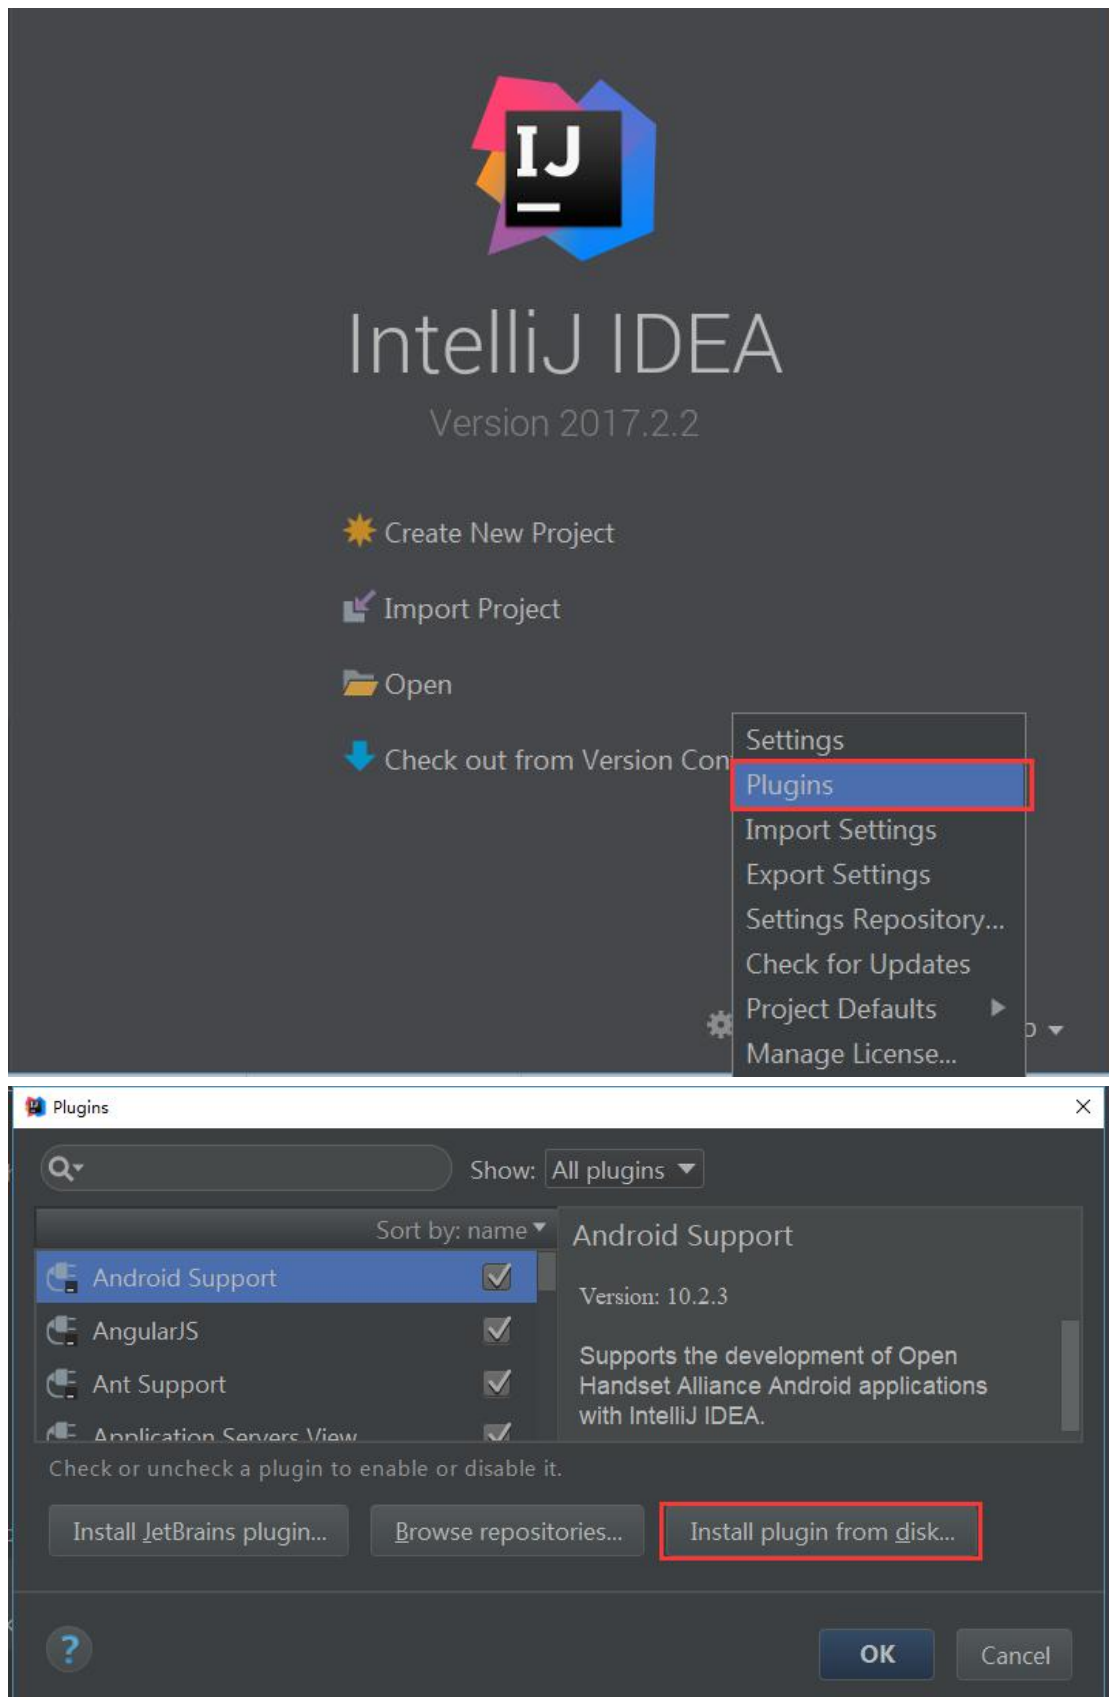 IJ
IntelliJ IDEA
Version 2017.2.2
Create New Project
Import Project
Open
Check out from Version Con
Settings
Plugins
Import Settings
Export Settings
Settings Repository...
Check for Updates
Project Defaults
Manage License...
Plugins
Show: All plugins
Sort by: name
Android Support
AngularJS
Ant Support
Application Servers View
Android Support
Version: 10.2.3
Supports the development of Open
Handset Alliance Android applications
with IntelliJ IDEA.
Check or uncheck a plugin to enable or disable it.
Install JetBrains plugin...
Browse repositories...
Install plugin from disk...
?
OK
Cancel